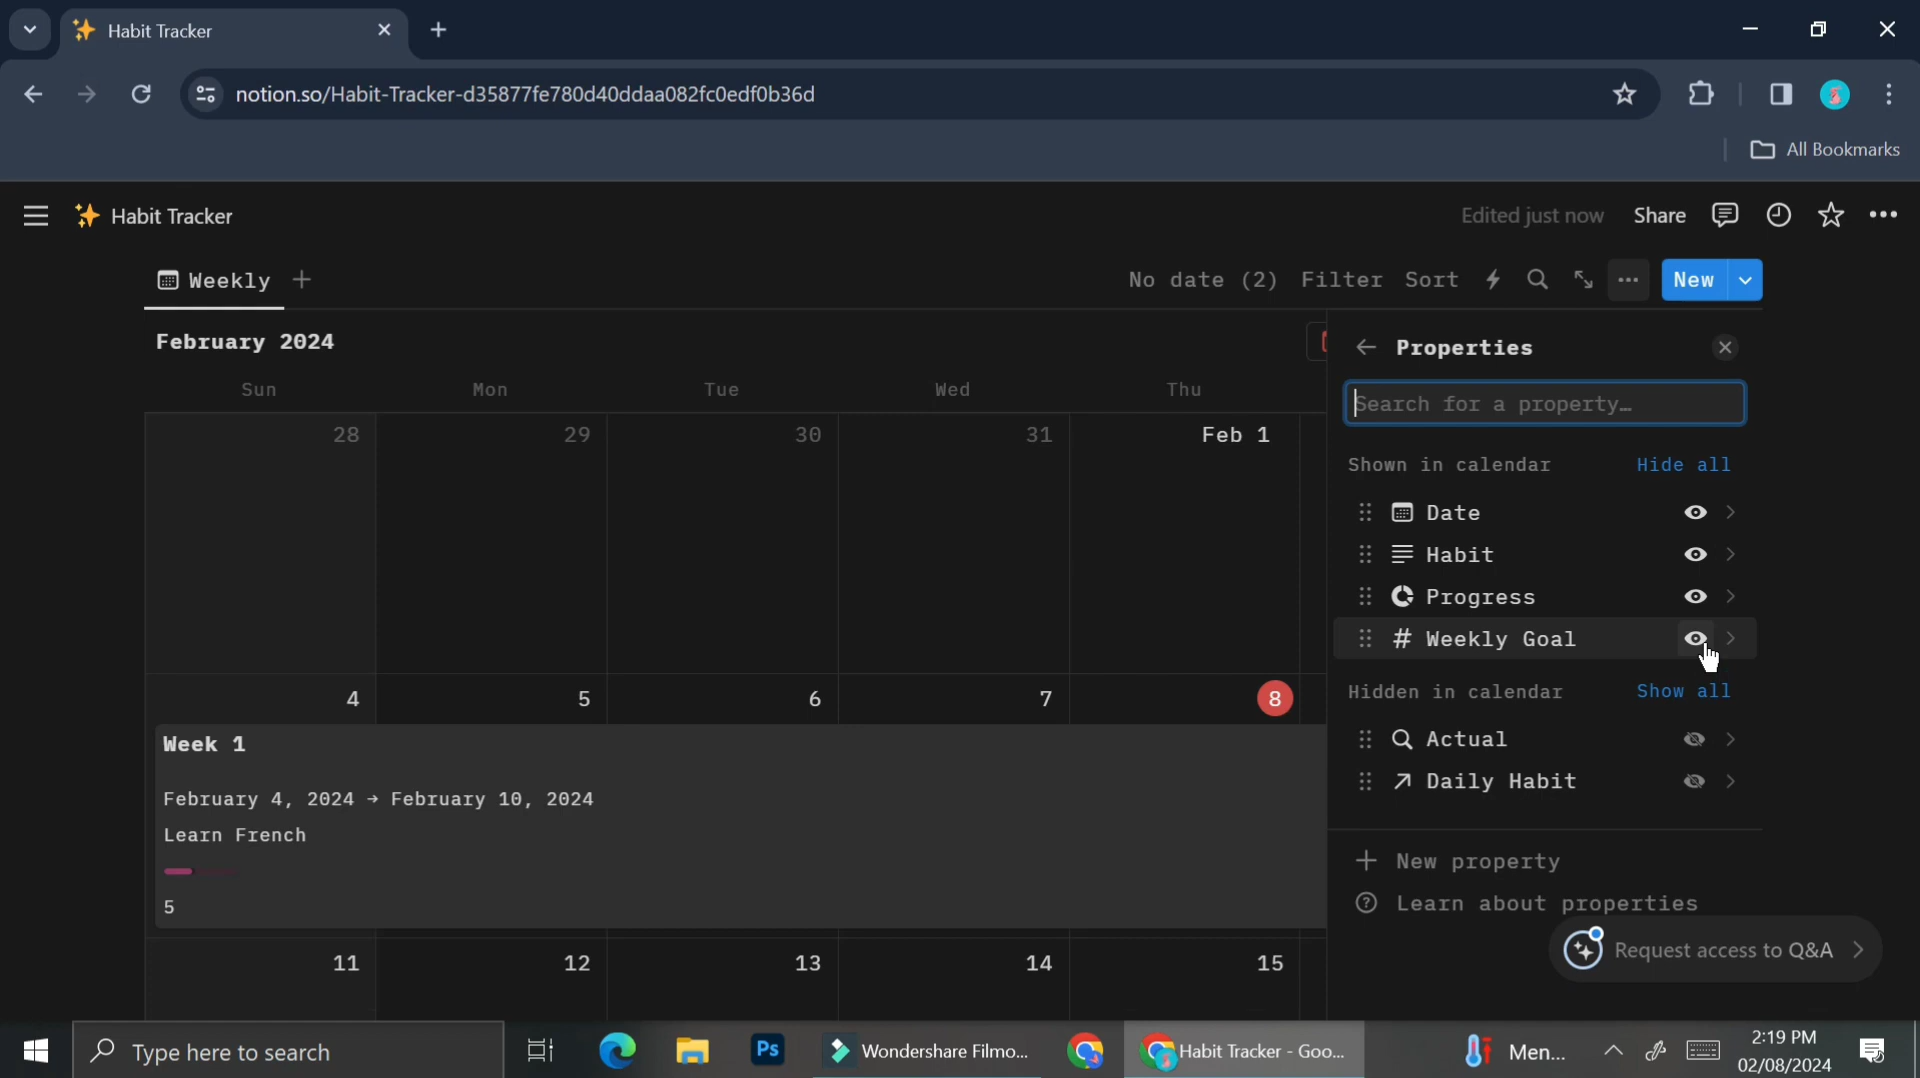 Habit Tracker
notion.so/Habit-Tracker-d35877fe780d40ddaa082fc0edf0b36d
All Bookmarks
Habit Tracker
Edited just now Share
Weekly
No date (2) Filter Sort New
February 2024
Sun Mon Tue Wed Thu
28 29 30 31 Feb 1
4 5 6 7 8
Week 1
February 4, 2024 → February 10, 2024
Learn French
5
11 12 13 14 15
Properties
Search for a property…
Shown in calendar Hide all
Date
Habit
Progress
# Weekly Goal
Hidden in calendar Show all
Actual
Daily Habit
New property
Learn about properties
Request access to Q&A
Type here to search
Ps
Wondershare Filmo...
Habit Tracker - Goo...
Men...
2:19 PM
02/08/2024